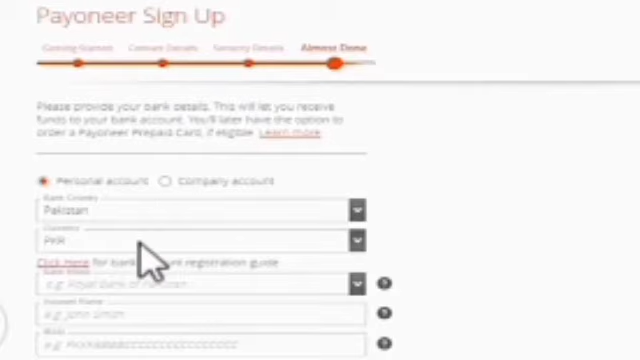 Payoneer Sign Up
Getting Started Contact Details Security Details Almost Done
Please provide your bank details. This will let you receive
funds to your bank account. You'll later have the option to
order a Payoneer Prepaid Card, if eligible. Learn more
Personal account Company account
Bank Country
Pakistan
Currency
PKR
Click Here for bank account registration guide
Bank Name
e.g. Royal Bank of Pakistan
Account Name
e.g. John Smith
IBAN